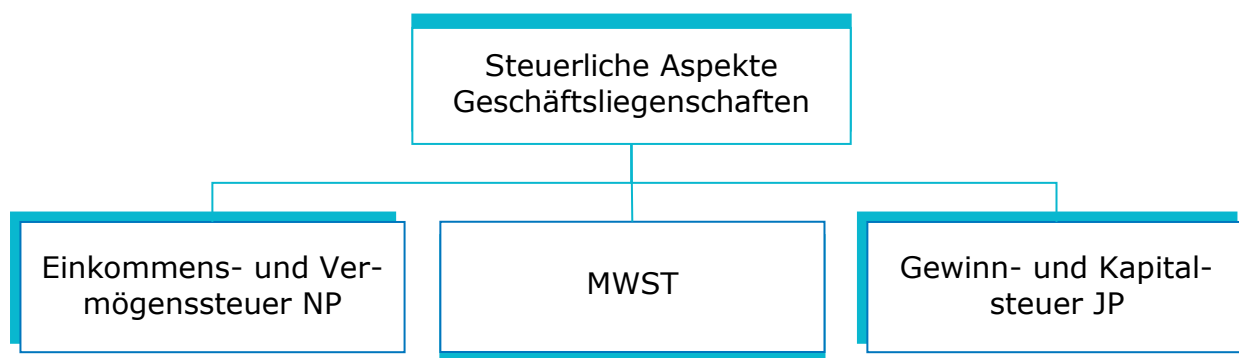 Steuerliche Aspekte
Geschäftsliegenschaften
Einkommens- und Ver-
mögenssteuer NP
MWST
Gewinn- und Kapital-
steuer JP